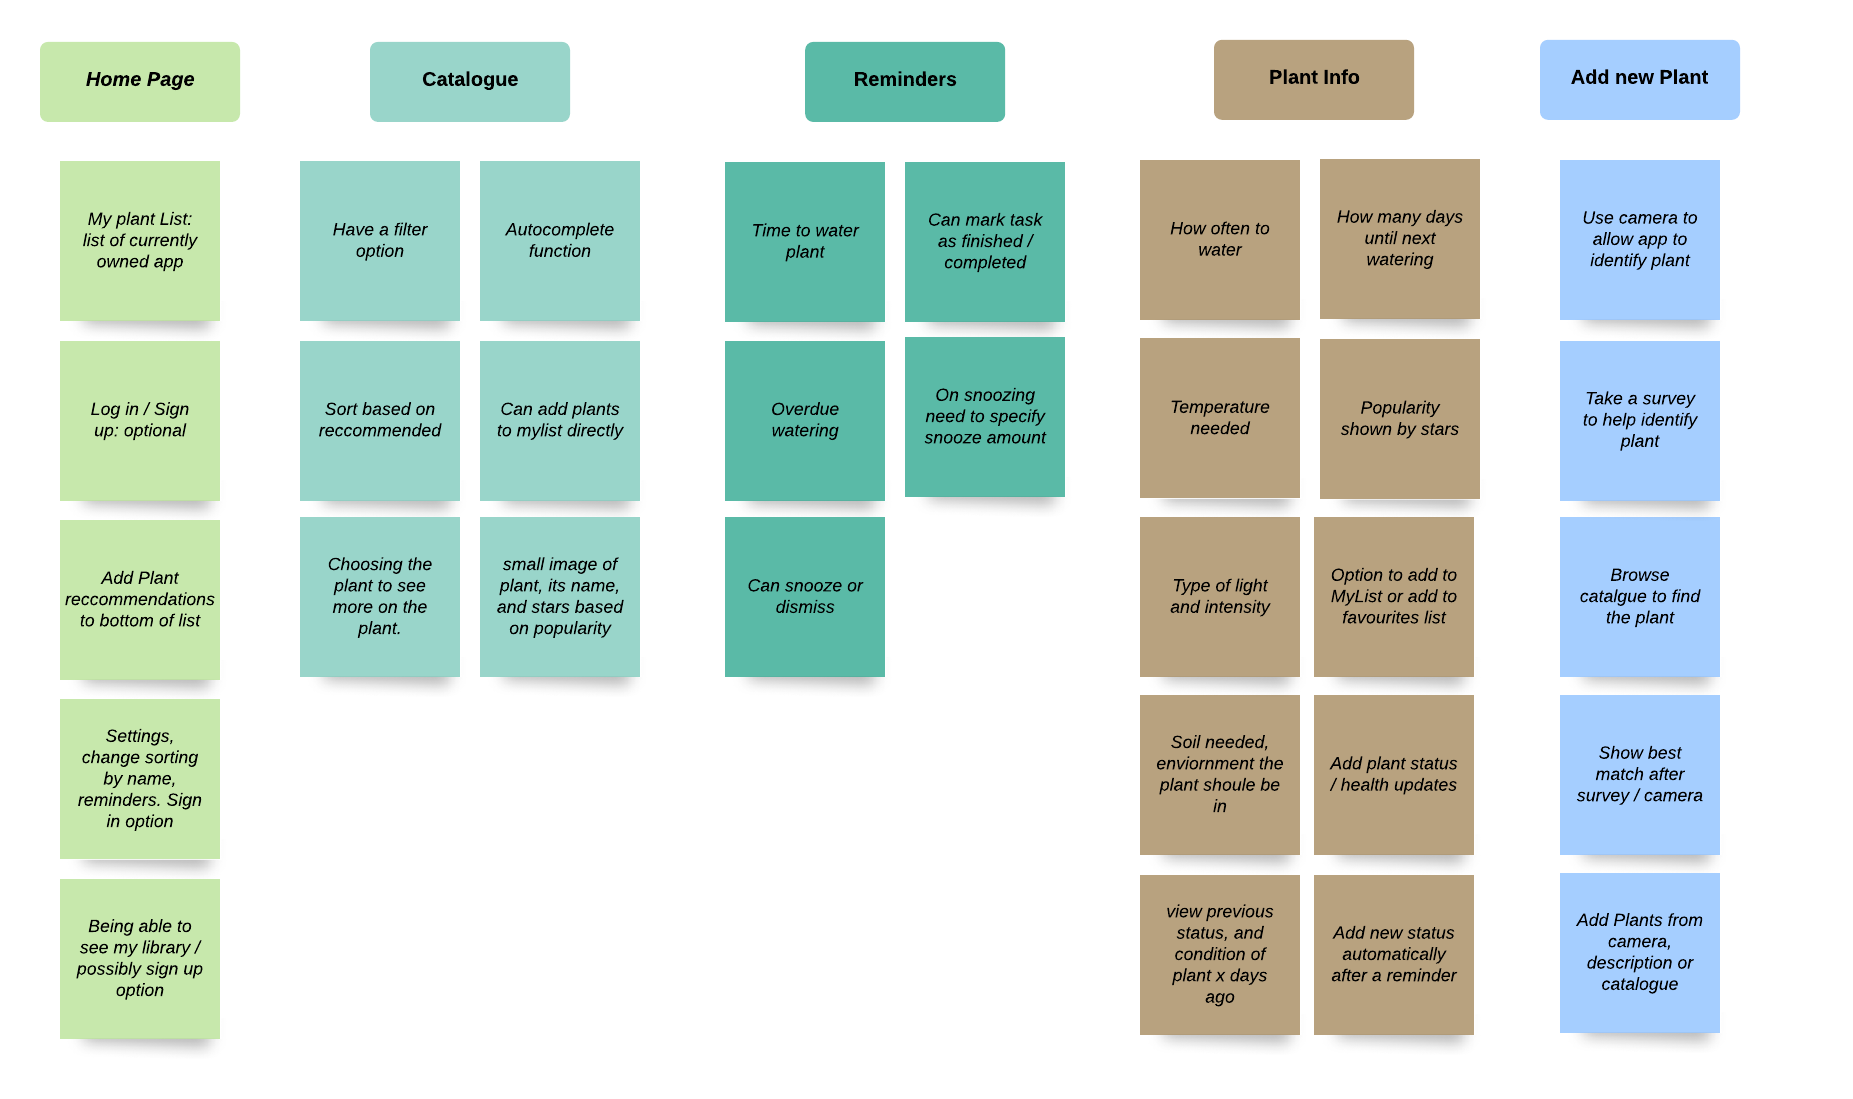 Home Page
My plant List:
list of currently
owned app
Log in / Sign
up: optional
Add Plant
reccommendations
to bottom of list
Settings,
change sorting
by name,
reminders. Sign
in option
Being able to
see my library /
possibly sign up
option
Catalogue
Have a filter
option
Autocomplete
function
Sort based on
reccommended
Can add plants
to mylist directly
Choosing the
plant to see
more on the
plant.
small image of
plant, its name,
and stars based
on popularity
Reminders
Time to water
plant
Can mark task
as finished /
completed
Overdue
watering
On snoozing
need to specify
snooze amount
Can snooze or
dismiss
Plant Info
How often to
water
How many days
until next
watering
Temperature
needed
Popularity
shown by stars
Type of light
and intensity
Option to add to
MyList or add to
favourites list
Soil needed,
enviornment the
plant shoule be
in
Add plant status
/ health updates
view previous
status, and
condition of
plant x days
ago
Add new status
automatically
after a reminder
Add new Plant
Use camera to
allow app to
identify plant
Take a survey
to help identify
plant
Browse
catalgue to find
the plant
Show best
match after
survey / camera
Add Plants from
camera,
description or
catalogue